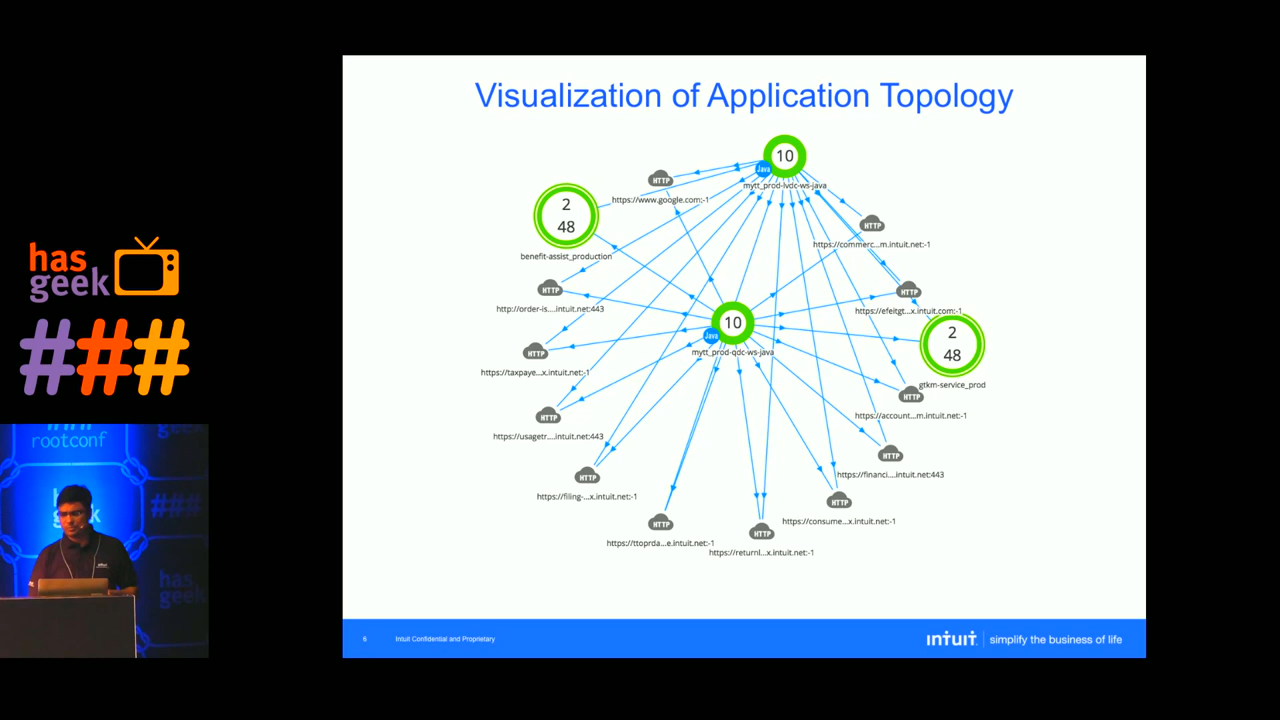 has
geek
###
###
rootconf
geek
h s
geek
###
has
geek
Visualization of Application Topology
10
Java
mytt_prod-lvdc-ws-java
HTTP
https://www.google.com:-1
2
48
benefit-assist_production
HTTP
https://commerc...m.intuit.net:-1
HTTP
http://order-is....intuit.net:443
HTTP
https://efeitgt...x.intuit.com:-1
10
Java
mytt_prod-qdc-ws-java
2
48
gtkm-service_prod
HTTP
https://taxpaye...x.intuit.net:-1
HTTP
https://account...m.intuit.net:-1
HTTP
https://usagetr....intuit.net:443
HTTP
https://financi....intuit.net:443
HTTP
https://filing-...x.intuit.net:-1
HTTP
https://consume...x.intuit.net:-1
HTTP
https://ttoprda...e.intuit.net:-1
HTTP
https://returnl...x.intuit.net:-1
6
Intuit Confidential and Proprietary
intuit
simplify the business of life